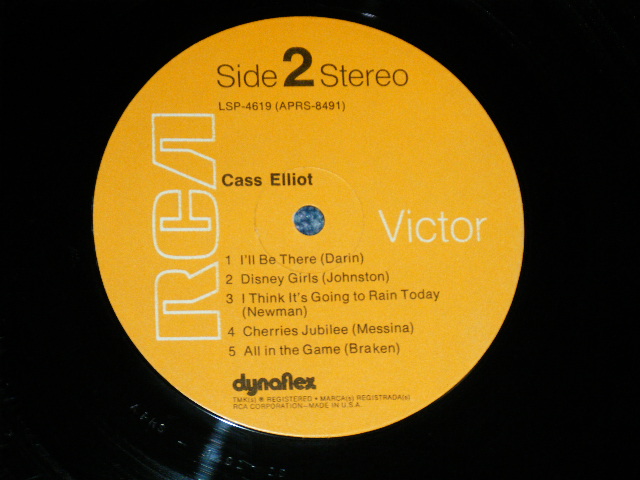 Side 2 Stereo
LSP-4619 (APRS-8491)
RCA
Cass Elliot
Victor
1 I'll Be There (Darin)
2 Disney Girls (Johnston)
3 I Think It's Going to Rain Today
(Newman)
4 Cherries Jubilee (Messina)
5 All in the Game (Braken)
dynaflex
TMK(s) ® REGISTERED • MARCA(s) REGISTRADA(s)
RCA CORPORATION—MADE IN U.S.A.